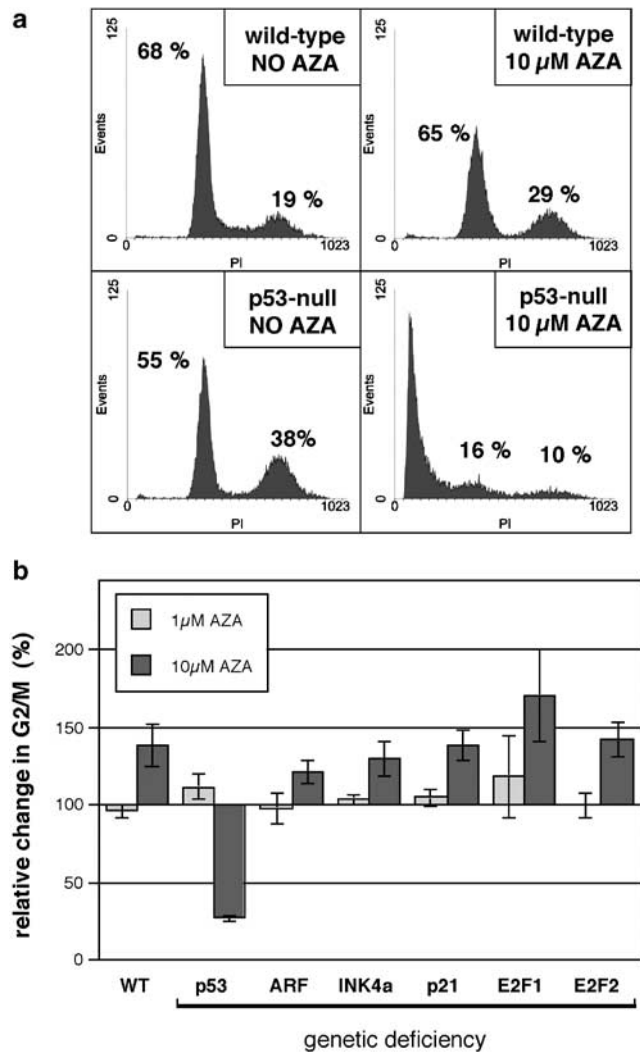 a
125
68 %
wild-type
NO AZA
Events
19 %
0
0
1023
PI
125
wild-type
10 µM AZA
65 %
Events
29 %
0
0
1023
PI
125
p53-null
NO AZA
55 %
Events
38%
0
0
1023
PI
125
p53-null
10 µM AZA
Events
16 %
10 %
0
0
1023
PI
b
1µM AZA
10µM AZA
relative change in G2/M (%)
200
150
100
50
0
WT p53 ARF INK4a p21 E2F1 E2F2
genetic deficiency